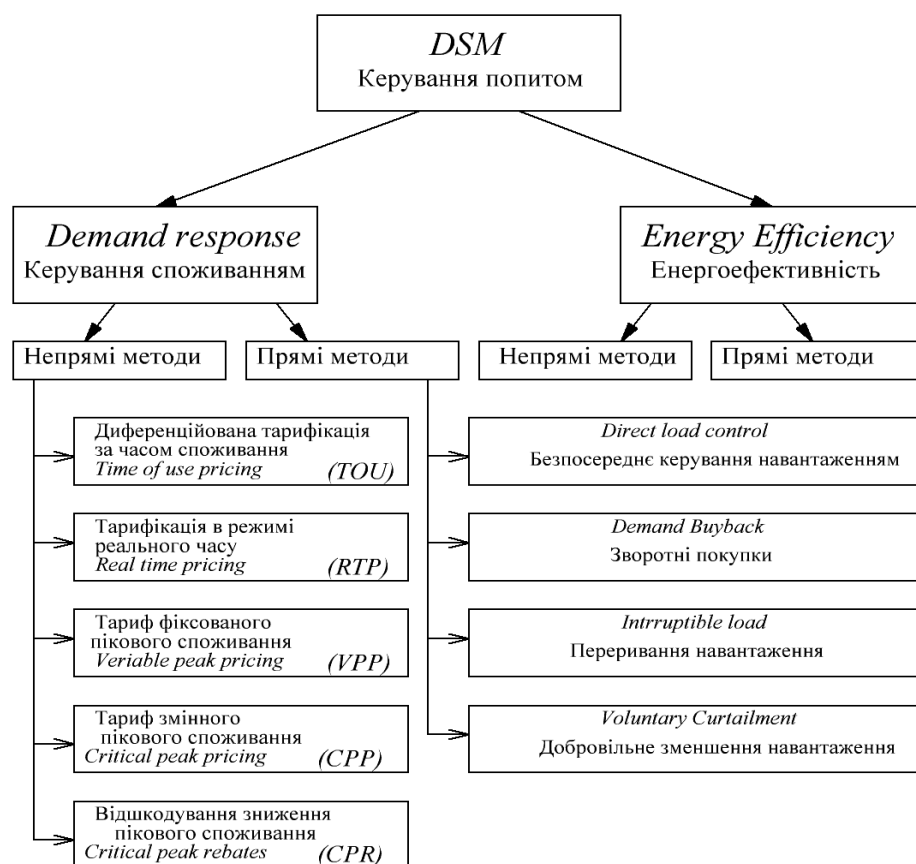 DSM
Керування попитом
Demand response
Керування споживанням
Energy Efficiency
Енергоефективність
Непрямі методи
Прямі методи
Непрямі методи
Прямі методи
Диференційована тарифікація
за часом споживання
Time of use pricing (TOU)
Тарифікація в режимі
реального часу
Real time pricing (RTP)
Тариф фіксованого
пікового споживання
Veriable peak pricing (VPP)
Тариф змінного
пікового споживання
Critical peak pricing (CPP)
Відшкодування зниження
пікового споживання
Critical peak rebates (CPR)
Direct load control
Безпосереднє керування навантаженням
Demand Buyback
Зворотні покупки
Intrruptible load
Переривання навантаження
Voluntary Curtailment
Добровільне зменшення навантаження